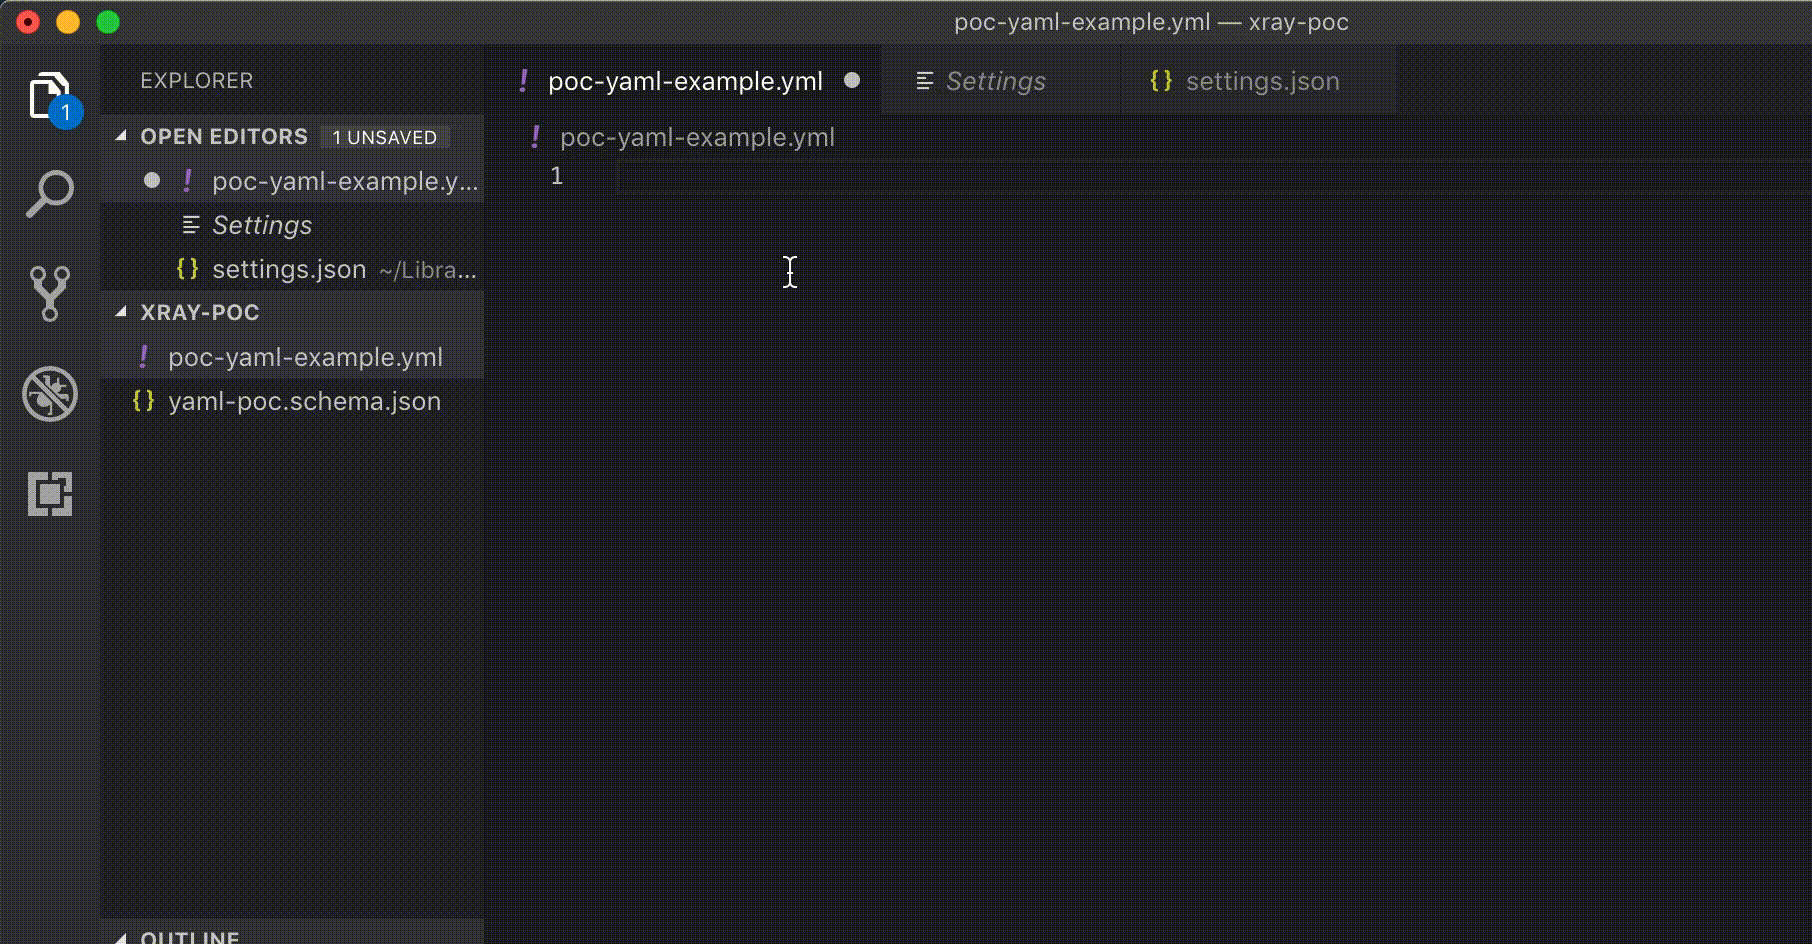 poc-yaml-example.yml — xray-poc
1
EXPLORER
OPEN EDITORS 1 UNSAVED
! poc-yaml-example.y...
Settings
{} settings.json ~/Libra...
XRAY-POC
! poc-yaml-example.yml
{} yaml-poc.schema.json
OUTLINE
! poc-yaml-example.yml
Settings
{} settings.json
! poc-yaml-example.yml
1